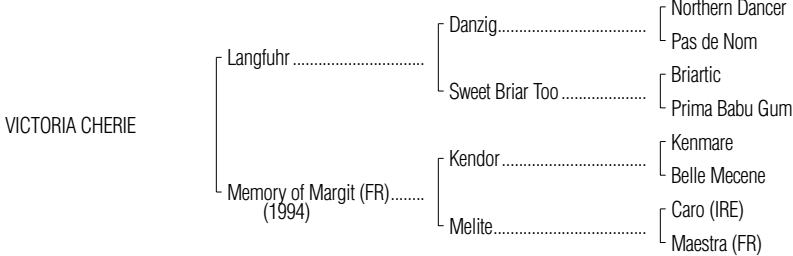 Northern Dancer
Danzig
Pas de Nom
Langfuhr
Briartic
Sweet Briar Too
Prima Babu Gum
VICTORIA CHERIE
Kenmare
Kendor
Belle Mecene
Memory of Margit (FR)
(1994)
Caro (IRE)
Melite
Maestra (FR)